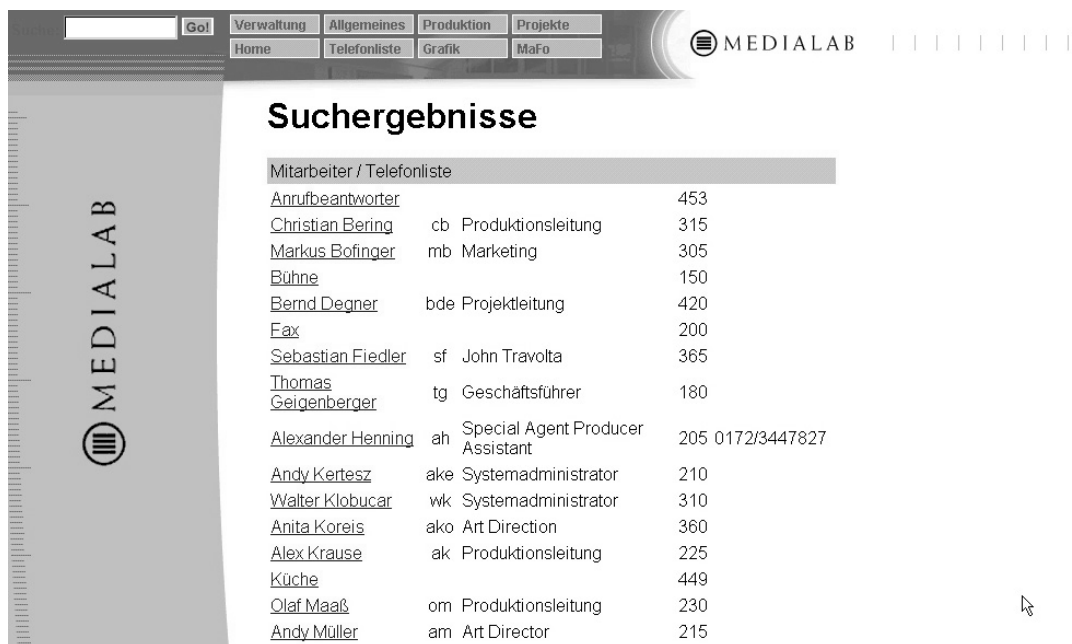 Suche: Go! Verwaltung Allgemeines Produktion Projekte
Home Telefonliste Grafik MaFo
MEDIALAB
MEDIALAB
Suchergebnisse
Mitarbeiter / Telefonliste
Anrufbeantworter 453
Christian Bering cb Produktionsleitung 315
Markus Bofinger mb Marketing 305
Bühne 150
Bernd Degner bde Projektleitung 420
Fax 200
Sebastian Fiedler sf John Travolta 365
Thomas
Geigenberger tg Geschäftsführer 180
Alexander Henning ah Special Agent Producer
Assistant 205 0172/3447827
Andy Kertesz ake Systemadministrator 210
Walter Klobucar wk Systemadministrator 310
Anita Koreis ako Art Direction 360
Alex Krause ak Produktionsleitung 225
Küche 449
Olaf Maaß om Produktionsleitung 230
Andy Müller am Art Director 215